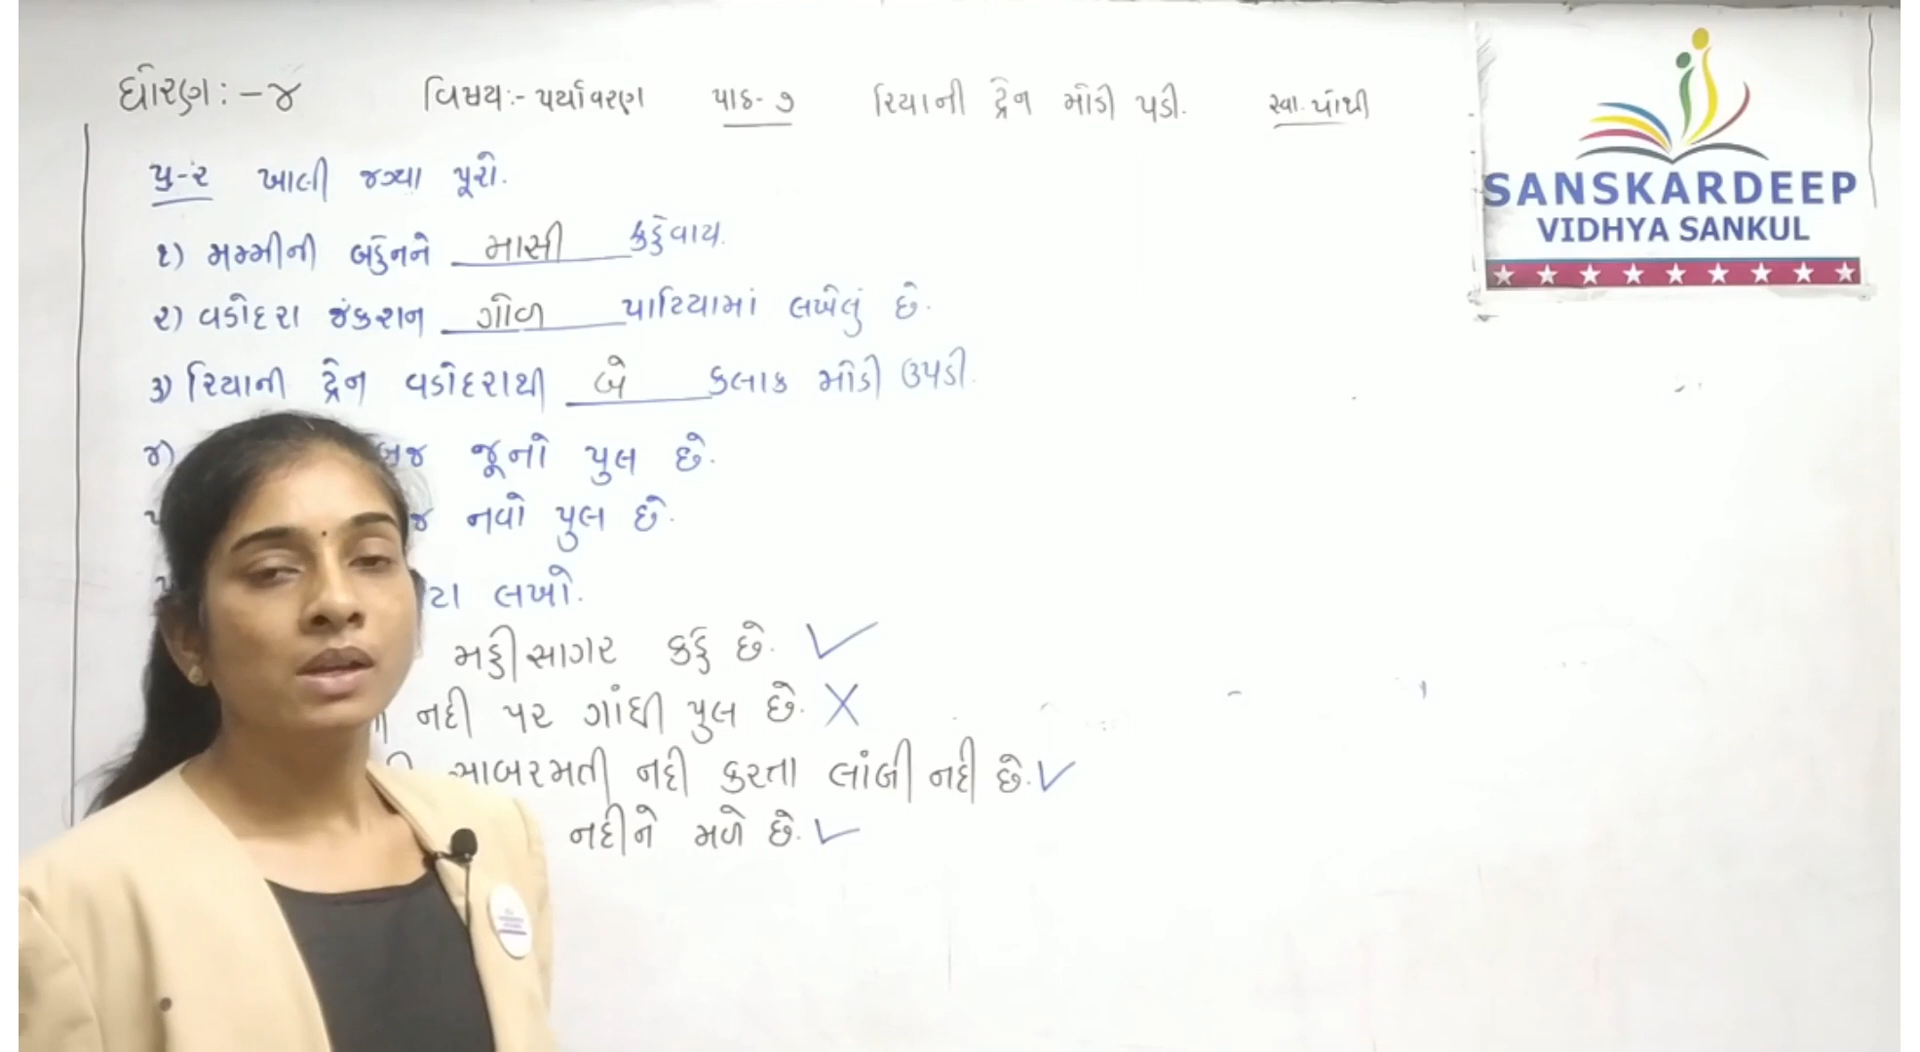 ધોરણ:-૪ વિષય:- પર્યાવરણ પાઠ-૭ રિયાની ટ્રેન મોડી પડી. સ્વા.પોથી
પ્ર-૨ ખાલી જગ્યા પૂરો.
૧) મમ્મીની બહેનને માસી કહેવાય.
૨) વડોદરા જંકશન ગોળ પાટિયામાં લખેલું છે.
૩) રિયાની ટ્રેન વડોદરાથી બે કલાક મોડી ઉપડી.
૪) જૂનો પુલ છે.
નવો પુલ છે.
લખો.
મહીસાગર કહે છે. ✓
નદી પર ગાંધી પુલ છે. X
સાબરમતી નદી કરતા લાંબી નદી છે. ✓
નદીને મળે છે. ✓
SANSKARDEEP
VIDHYA SANKUL